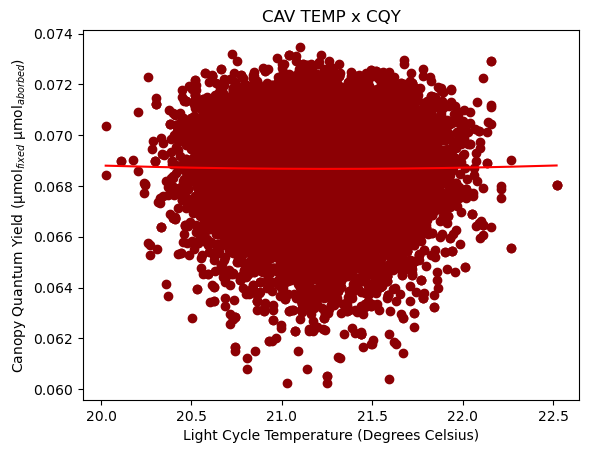 CAV TEMP x CQY
Canopy Quantum Yield (μmol_fixed μmol_aborbed)
0.074
0.072
0.070
0.068
0.066
0.064
0.062
0.060
20.0 20.5 21.0 21.5 22.0 22.5
Light Cycle Temperature (Degrees Celsius)